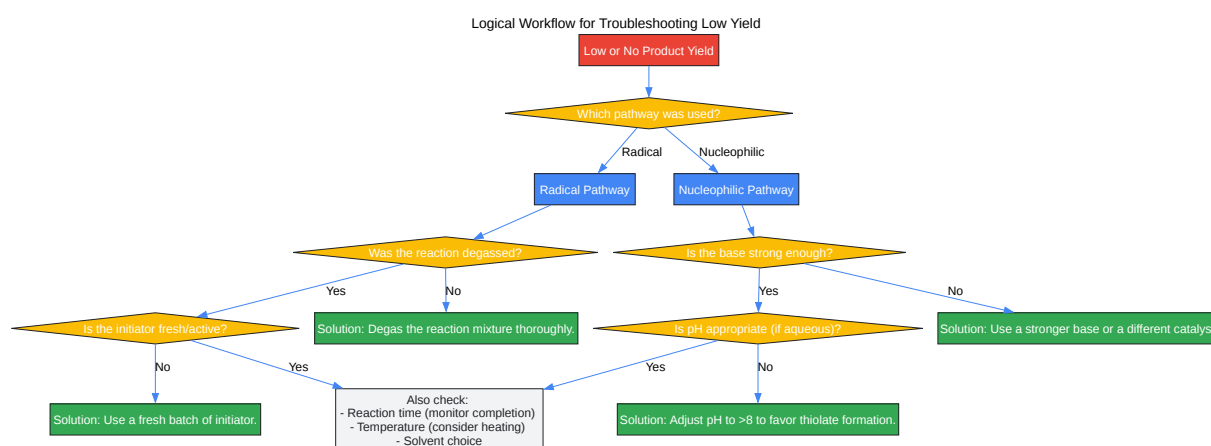 Logical Workflow for Troubleshooting Low Yield
Low or No Product Yield
Which pathway was used?
Radical
Nucleophilic
Radical Pathway
Nucleophilic Pathway
Was the reaction degassed?
Is the base strong enough?
Yes
No
Yes
No
Is the initiator fresh/active?
Solution: Degas the reaction mixture thoroughly.
Is pH appropriate (if aqueous)?
Solution: Use a stronger base or a different catalys
No
Yes
Yes
No
Solution: Use a fresh batch of initiator.
Also check:
- Reaction time (monitor completion)
- Temperature (consider heating)
- Solvent choice
Solution: Adjust pH to >8 to favor thiolate formation.